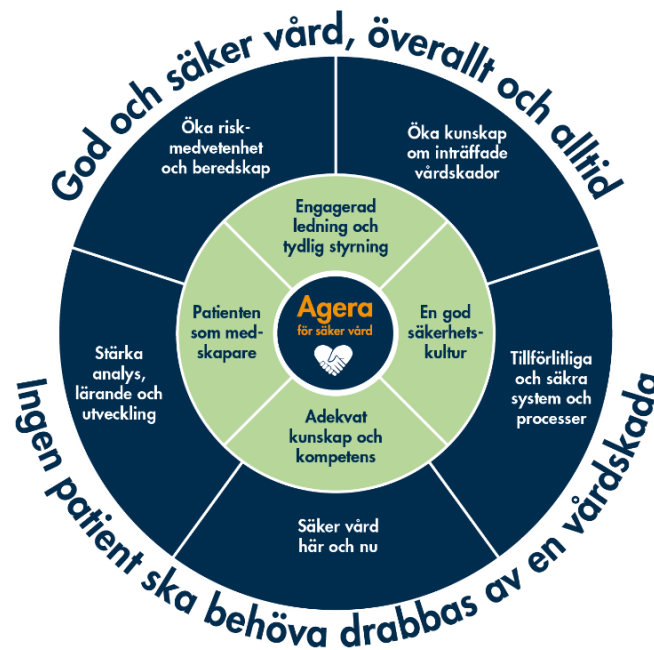 God och säker vård, överallt och alltid
Öka risk-
medvetenhet
och beredskap
Öka kunskap
om inträffade
vårdskador
Engagerad
ledning och
tydlig styrning
Patienten
som med-
skapare
Agera
för säker vård
En god
säkerhets-
kultur
Stärka
analys,
lärande och
utveckling
Tillförlitliga
och säkra
system och
processer
Adekvat
kunskap och
kompetens
Säker vård
här och nu
Ingen patient ska behöva drabbas av en vårdskada